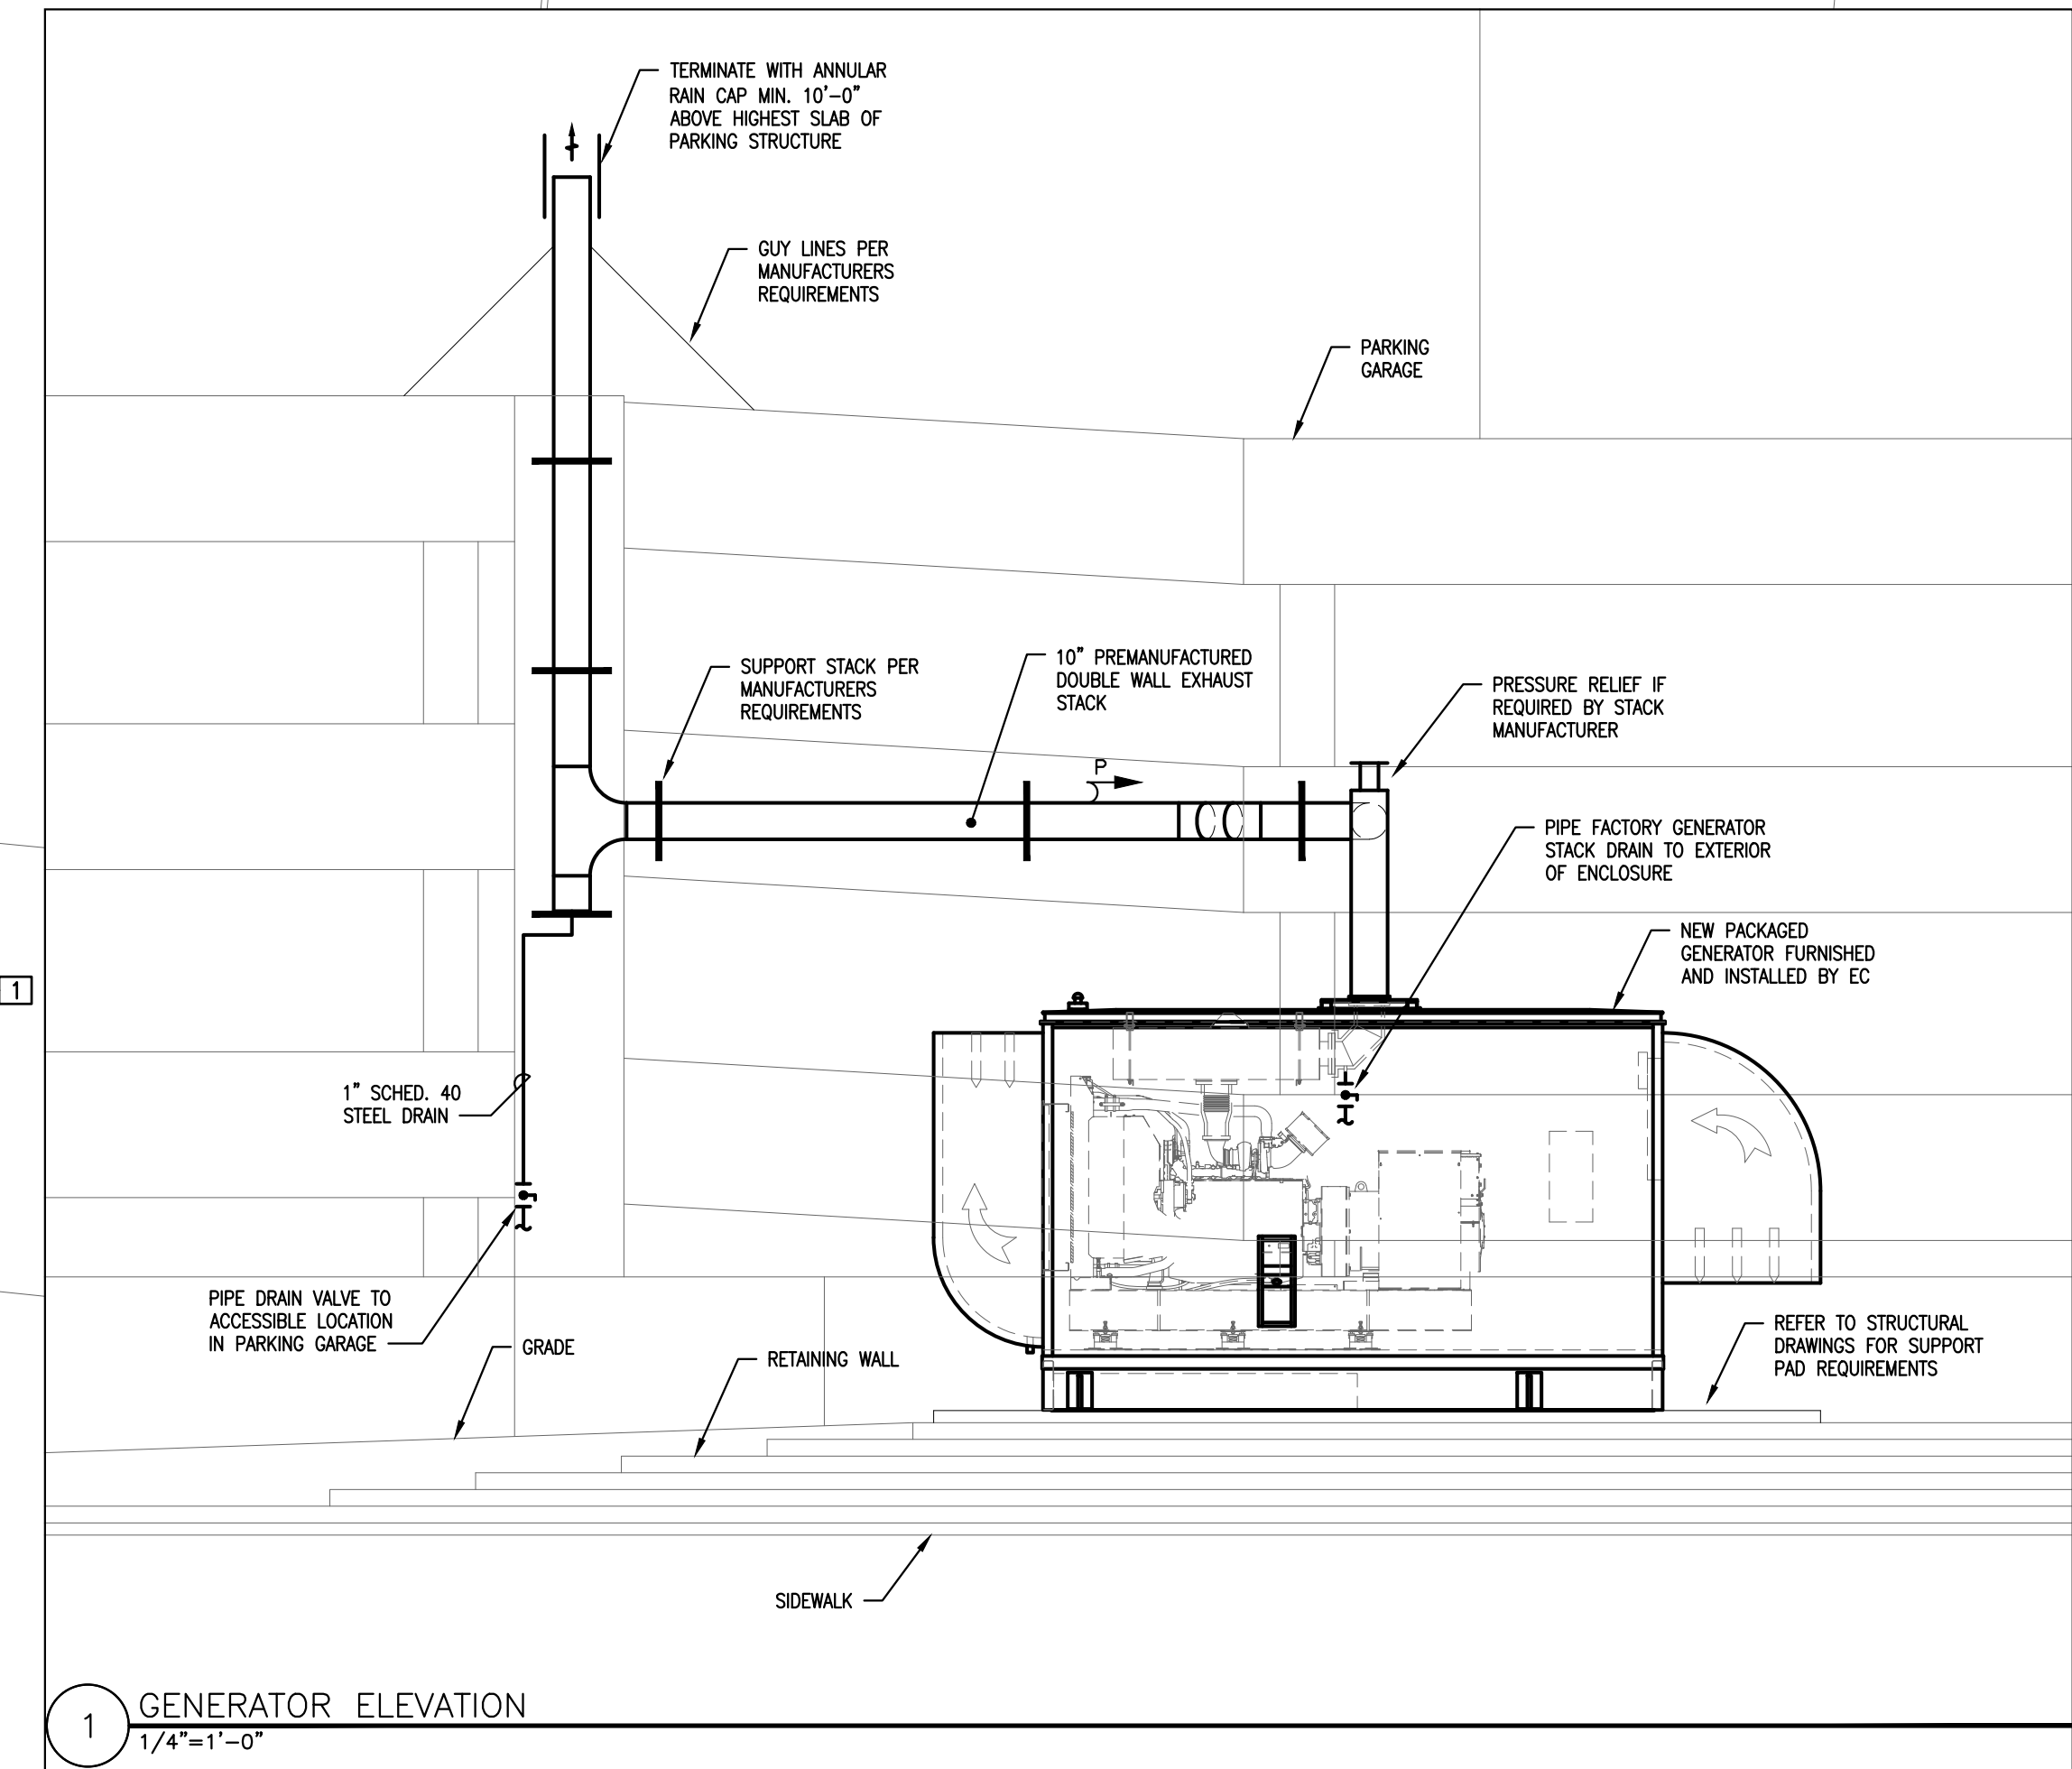 TERMINATE WITH ANNULAR
RAIN CAP MIN. 10'-0"
ABOVE HIGHEST SLAB OF
PARKING STRUCTURE
GUY LINES PER
MANUFACTURERS
REQUIREMENTS
PARKING
GARAGE
SUPPORT STACK PER
MANUFACTURERS
REQUIREMENTS
10" PREMANUFACTURED
DOUBLE WALL EXHAUST
STACK
PRESSURE RELIEF IF
REQUIRED BY STACK
MANUFACTURER
P
PIPE FACTORY GENERATOR
STACK DRAIN TO EXTERIOR
OF ENCLOSURE
NEW PACKAGED
GENERATOR FURNISHED
AND INSTALLED BY EC
1
1" SCHED. 40
STEEL DRAIN
PIPE DRAIN VALVE TO
ACCESSIBLE LOCATION
IN PARKING GARAGE
GRADE
RETAINING WALL
REFER TO STRUCTURAL
DRAWINGS FOR SUPPORT
PAD REQUIREMENTS
SIDEWALK
1
GENERATOR ELEVATION
1/4"=1'-0"